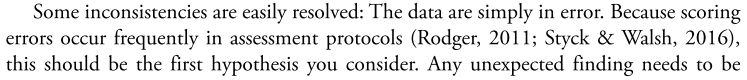 Some inconsistencies are easily resolved: The data are simply in error. Because scoring
errors occur frequently in assessment protocols (Rodger, 2011; Styck & Walsh, 2016),
this should be the first hypothesis you consider. Any unexpected finding needs to be